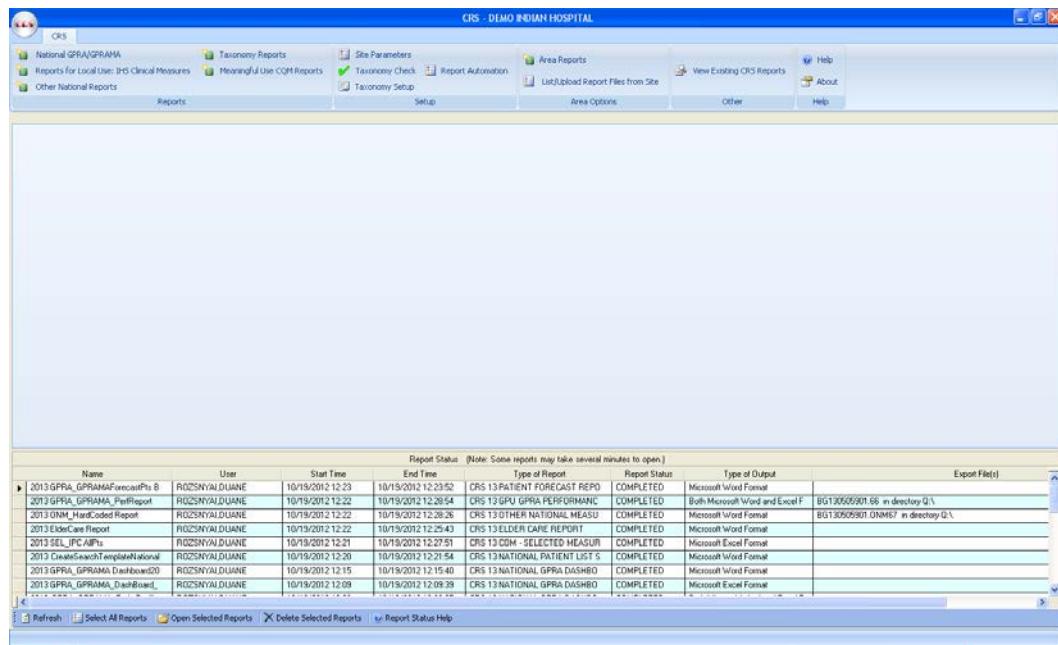 CRS - DEMO INDIAN HOSPITAL
CRS
National GPRA/GPRAMA
Reports for Local Use: IHS Clinical Measures
Other National Reports
Taxonomy Reports
Meaningful Use CQM Reports
Reports
Site Parameters
Taxonomy Check
Report Automation
Taxonomy Setup
Setup
Area Reports
List/Upload Report Files from Site
Area Options
View Existing CRS Reports
Other
Help
About
Help
Report Status (Note: Some reports may take several minutes to open.)
Name User Start Time End Time Type of Report Report Status Type of Output Export File(s)
2013 GPRA_GPRAMAForecastPts B ROZSNYAI,DUANE 10/19/2012 12:23 10/19/2012 12:23:52 CRS 13 PATIENT FORECAST REPO COMPLETED Microsoft Word Format
2013 GPRA_GPRAMA_PerfReport ROZSNYAI,DUANE 10/19/2012 12:22 10/19/2012 12:28:54 CRS 13 GPU GPRA PERFORMANC COMPLETED Both Microsoft Word and Excel F BG130505901.66 in directory Q:\
2013 ONM_HardCoded Report ROZSNYAI,DUANE 10/19/2012 12:22 10/19/2012 12:28:26 CRS 13 OTHER NATIONAL MEASU COMPLETED Microsoft Word Format BG130505901.ONM67 in directory Q:\
2013 ElderCare Report ROZSNYAI,DUANE 10/19/2012 12:22 10/19/2012 12:25:43 CRS 13 ELDER CARE REPORT COMPLETED Microsoft Word Format
2013 SEL_IPC AllPts ROZSNYAI,DUANE 10/19/2012 12:21 10/19/2012 12:27:51 CRS 13 COM - SELECTED MEASUR COMPLETED Microsoft Excel Format
2013 CreateSearchTemplateNational ROZSNYAI,DUANE 10/19/2012 12:20 10/19/2012 12:21:54 CRS 13 NATIONAL PATIENT LIST S COMPLETED Microsoft Word Format
2013 GPRA_GPRAMA Dashboard20 ROZSNYAI,DUANE 10/19/2012 12:15 10/19/2012 12:15:40 CRS 13 NATIONAL GPRA DASHBO COMPLETED Microsoft Word Format
2013 GPRA_GPRAMA_DashBoard_ ROZSNYAI,DUANE 10/19/2012 12:09 10/19/2012 12:09:39 CRS 13 NATIONAL GPRA DASHBO COMPLETED Microsoft Excel Format
Refresh Select All Reports Open Selected Reports Delete Selected Reports Report Status Help